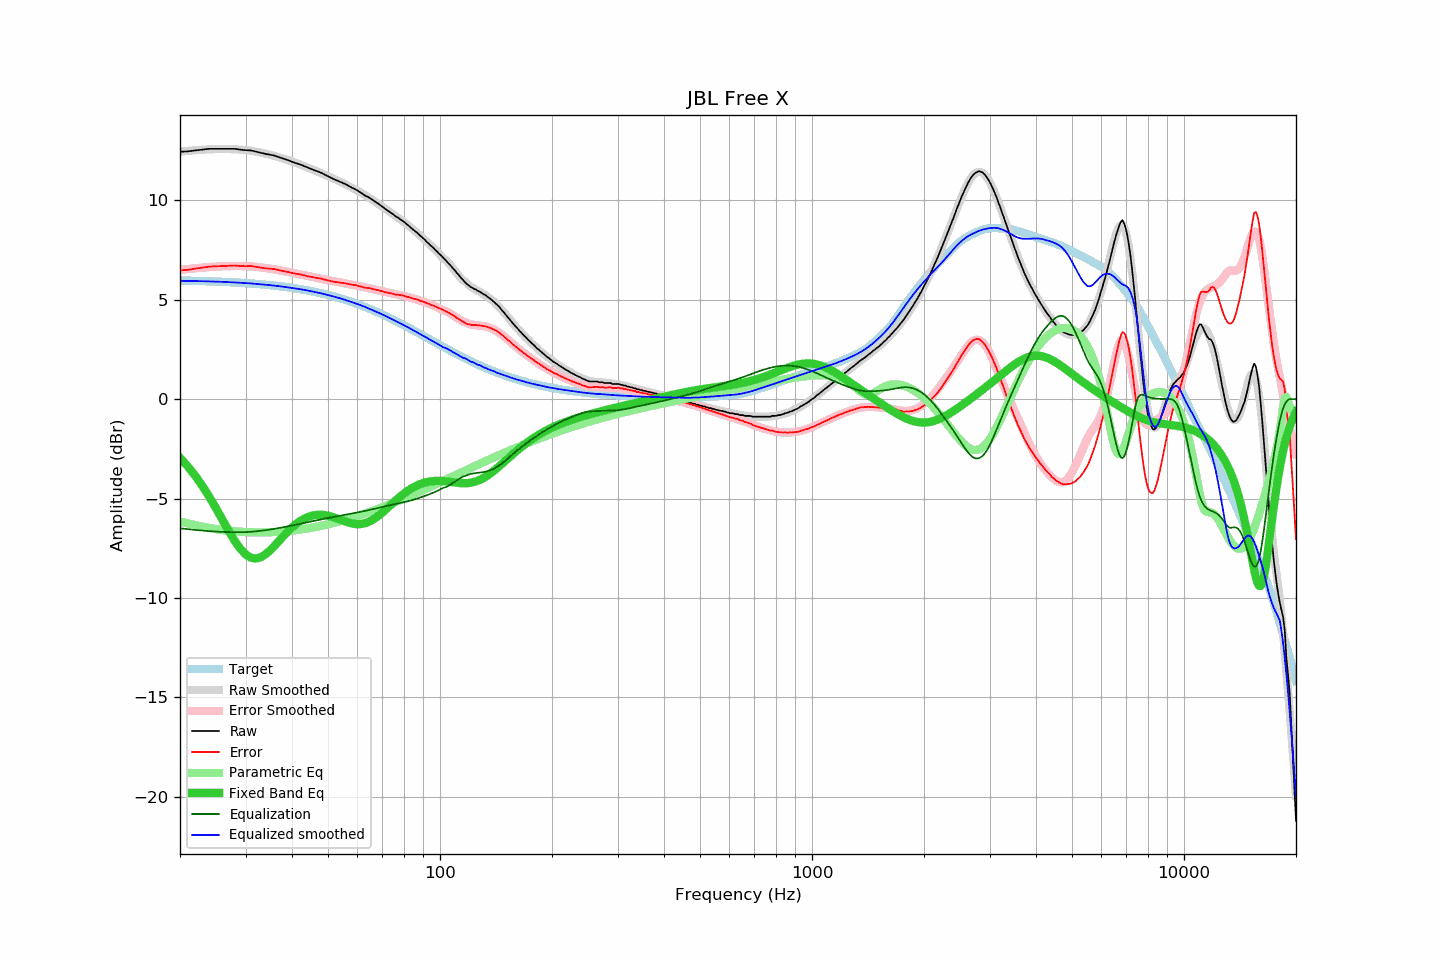 JBL Free X
10
5
0
−5
−10
−15
−20
Amplitude (dBr)
Target
Raw Smoothed
Error Smoothed
Raw
Error
Parametric Eq
Fixed Band Eq
Equalization
Equalized smoothed
100 1000 10000
Frequency (Hz)